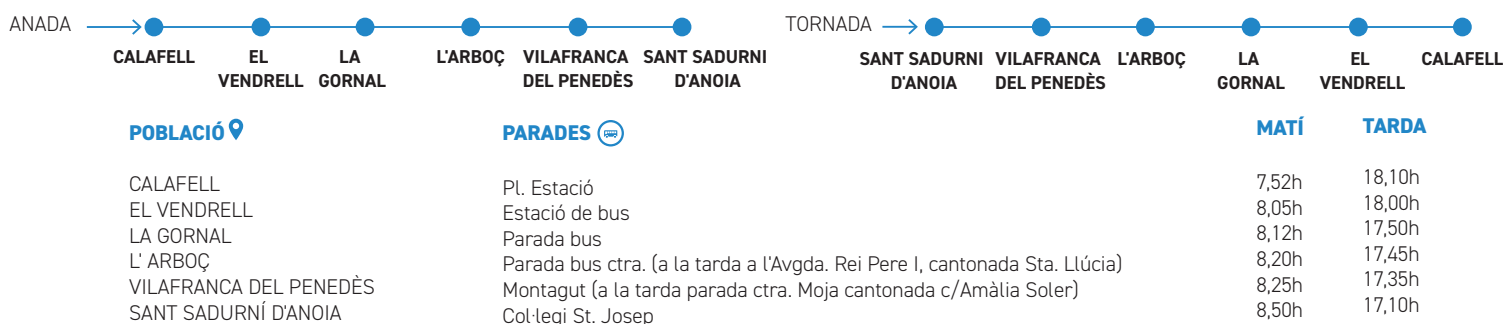 ANADA
CALAFELL
EL VENDRELL
LA GORNAL
L'ARBOÇ
VILAFRANCA DEL PENEDÈS
SANT SADURNI D'ANOIA
TORNADA
SANT SADURNI D'ANOIA
VILAFRANCA DEL PENEDÈS
L'ARBOÇ
LA GORNAL
EL VENDRELL
CALAFELL
POBLACIÓ PARADES MATÍ TARDA
CALAFELL Pl. Estació 7,52h 18,10h
EL VENDRELL Estació de bus 8,05h 18,00h
LA GORNAL Parada bus 8,12h 17,50h
L' ARBOÇ Parada bus ctra. (a la tarda a l'Avgda. Rei Pere I, cantonada Sta. Llúcia) 8,20h 17,45h
VILAFRANCA DEL PENEDÈS Montagut (a la tarda parada ctra. Moja cantonada c/Amàlia Soler) 8,25h 17,35h
SANT SADURNÍ D'ANOIA Col·legi St. Josep 8,50h 17,10h